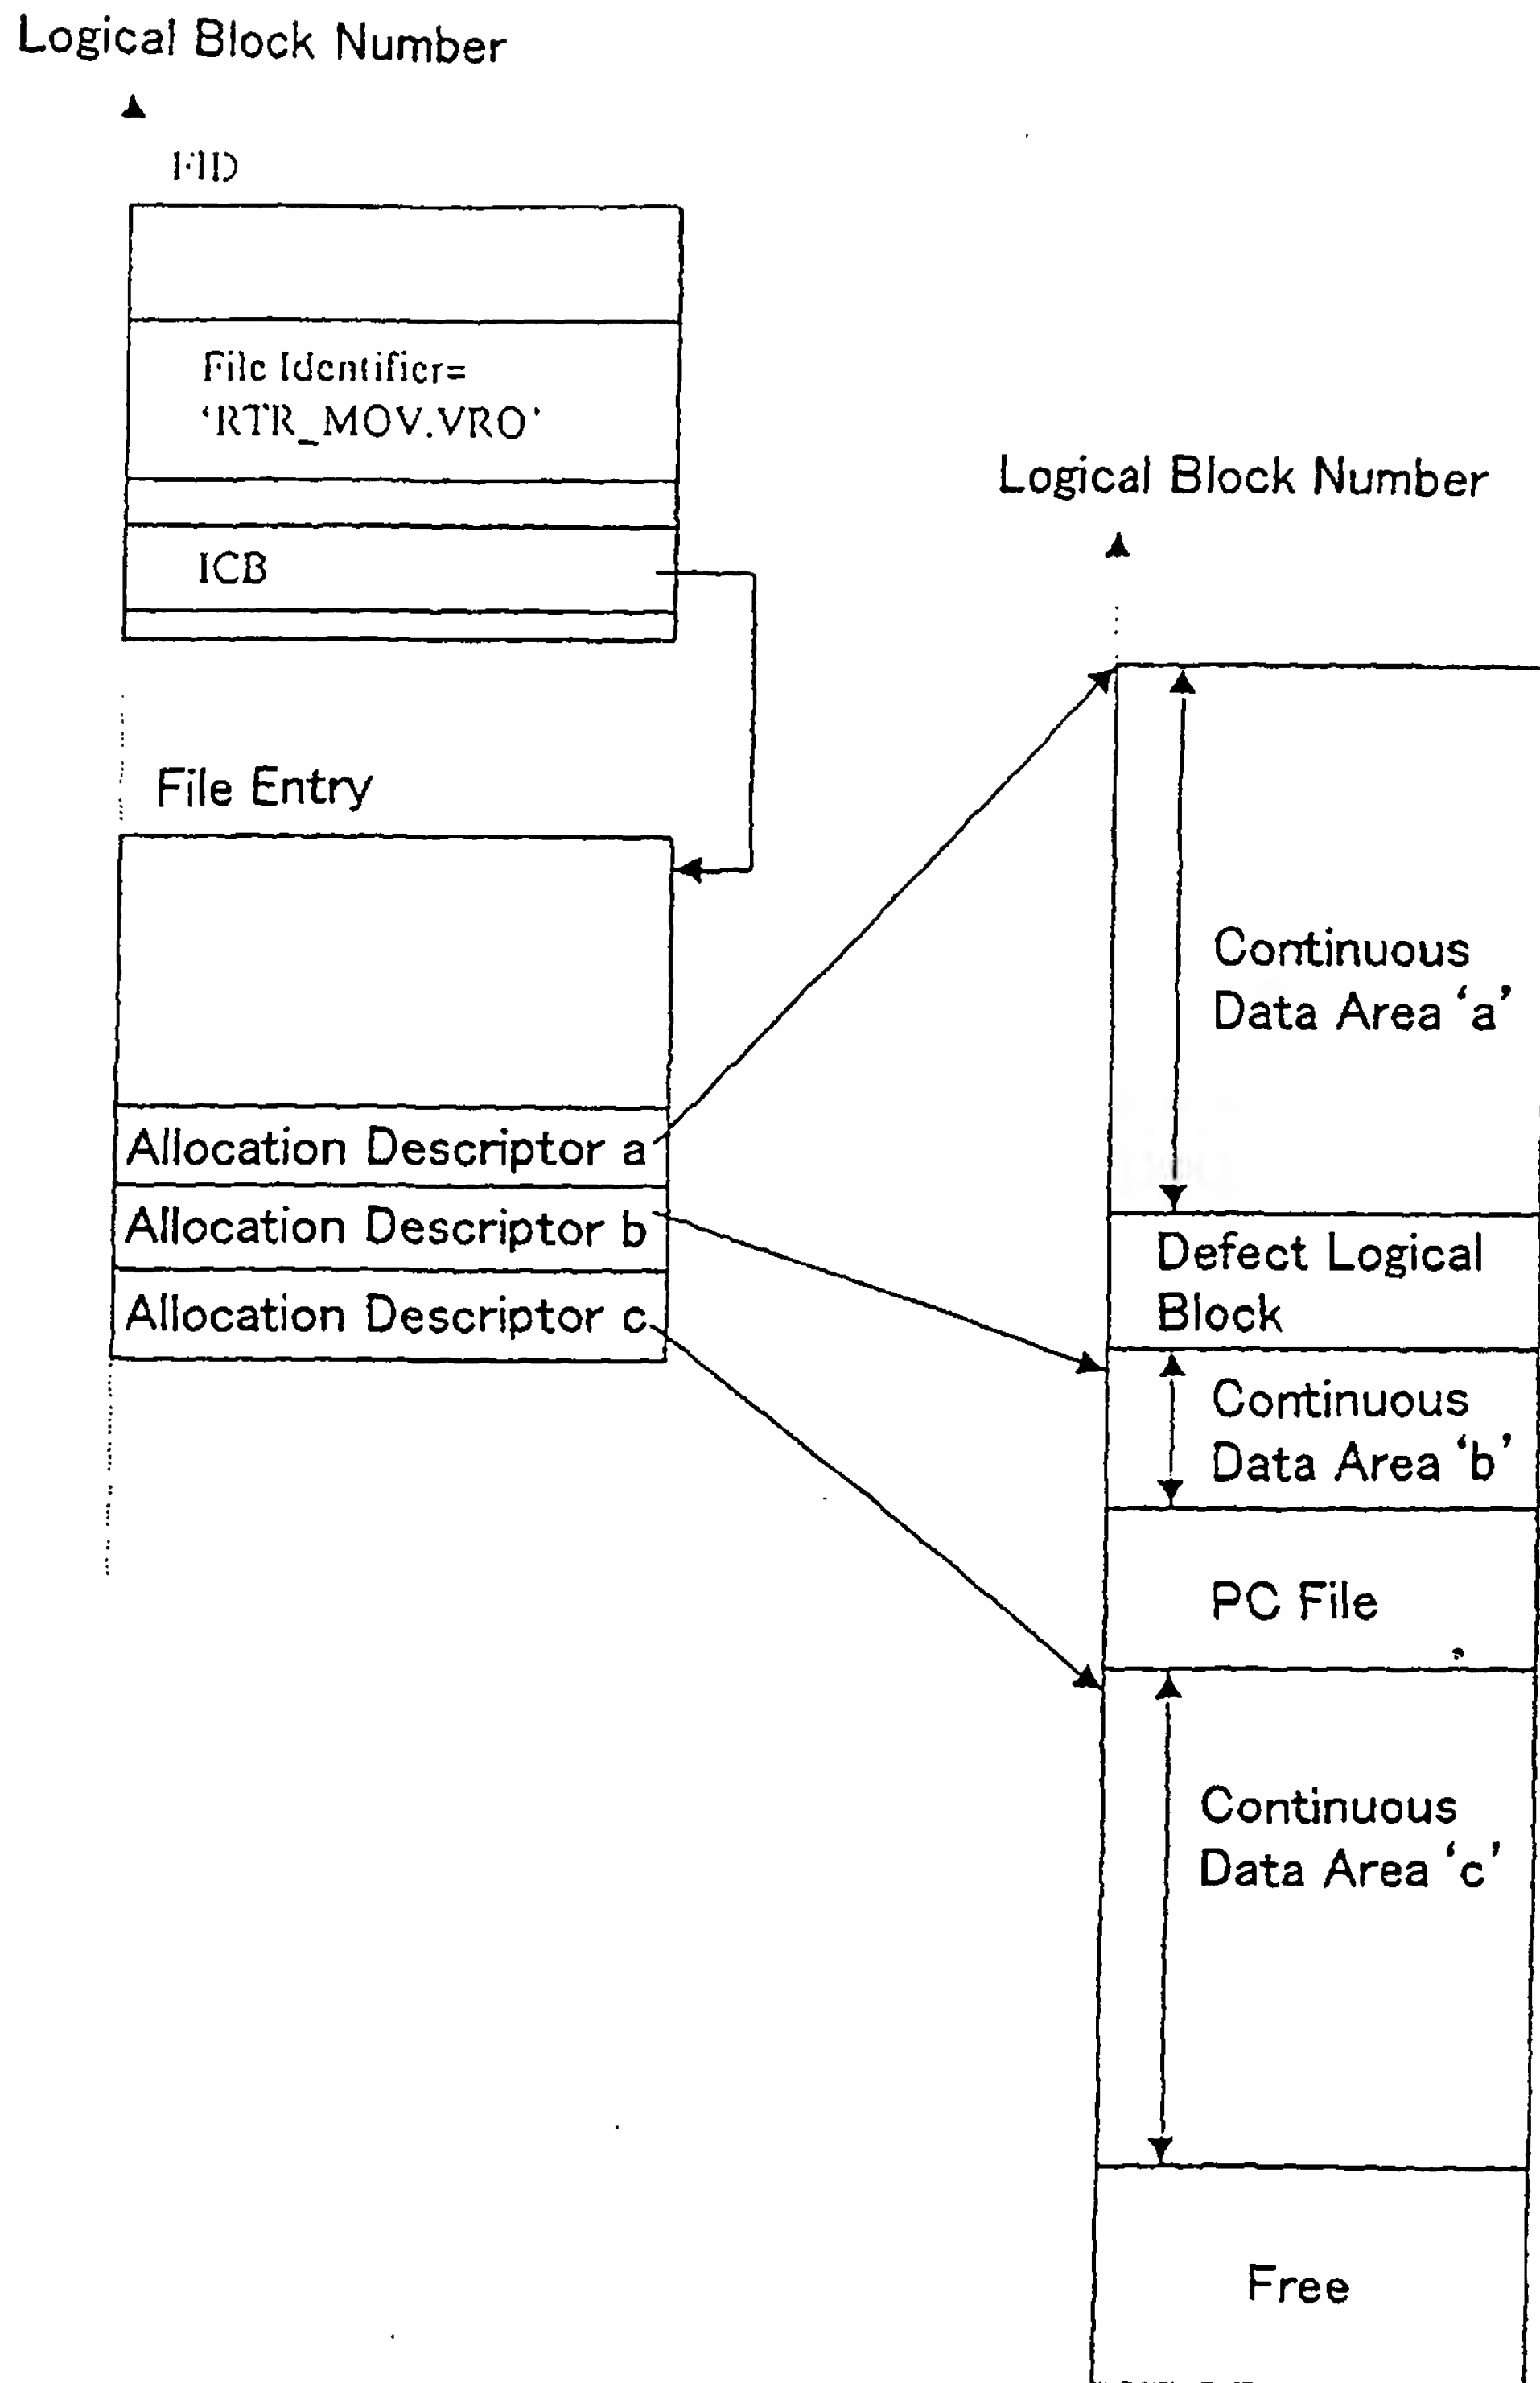 Logical Block Number
FID
File Identifier=
‘RTR_MOV.VRO’
ICB
File Entry
Allocation Descriptor a
Allocation Descriptor b
Allocation Descriptor c
Logical Block Number
Continuous
Data Area ‘a’
Defect Logical
Block
Continuous
Data Area ‘b’
PC File
Continuous
Data Area ‘c’
Free